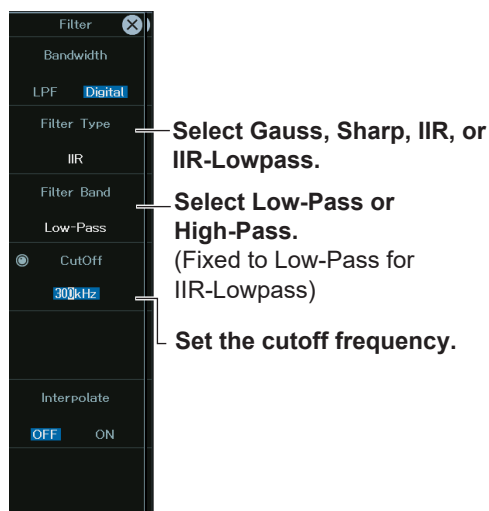 Filter
Bandwidth
LPF Digital
Filter Type
IIR
Filter Band
Low-Pass
CutOff
300kHz
Interpolate
OFF ON
Select Gauss, Sharp, IIR, or
IIR-Lowpass.
Select Low-Pass or
High-Pass.
(Fixed to Low-Pass for
IIR-Lowpass)
Set the cutoff frequency.